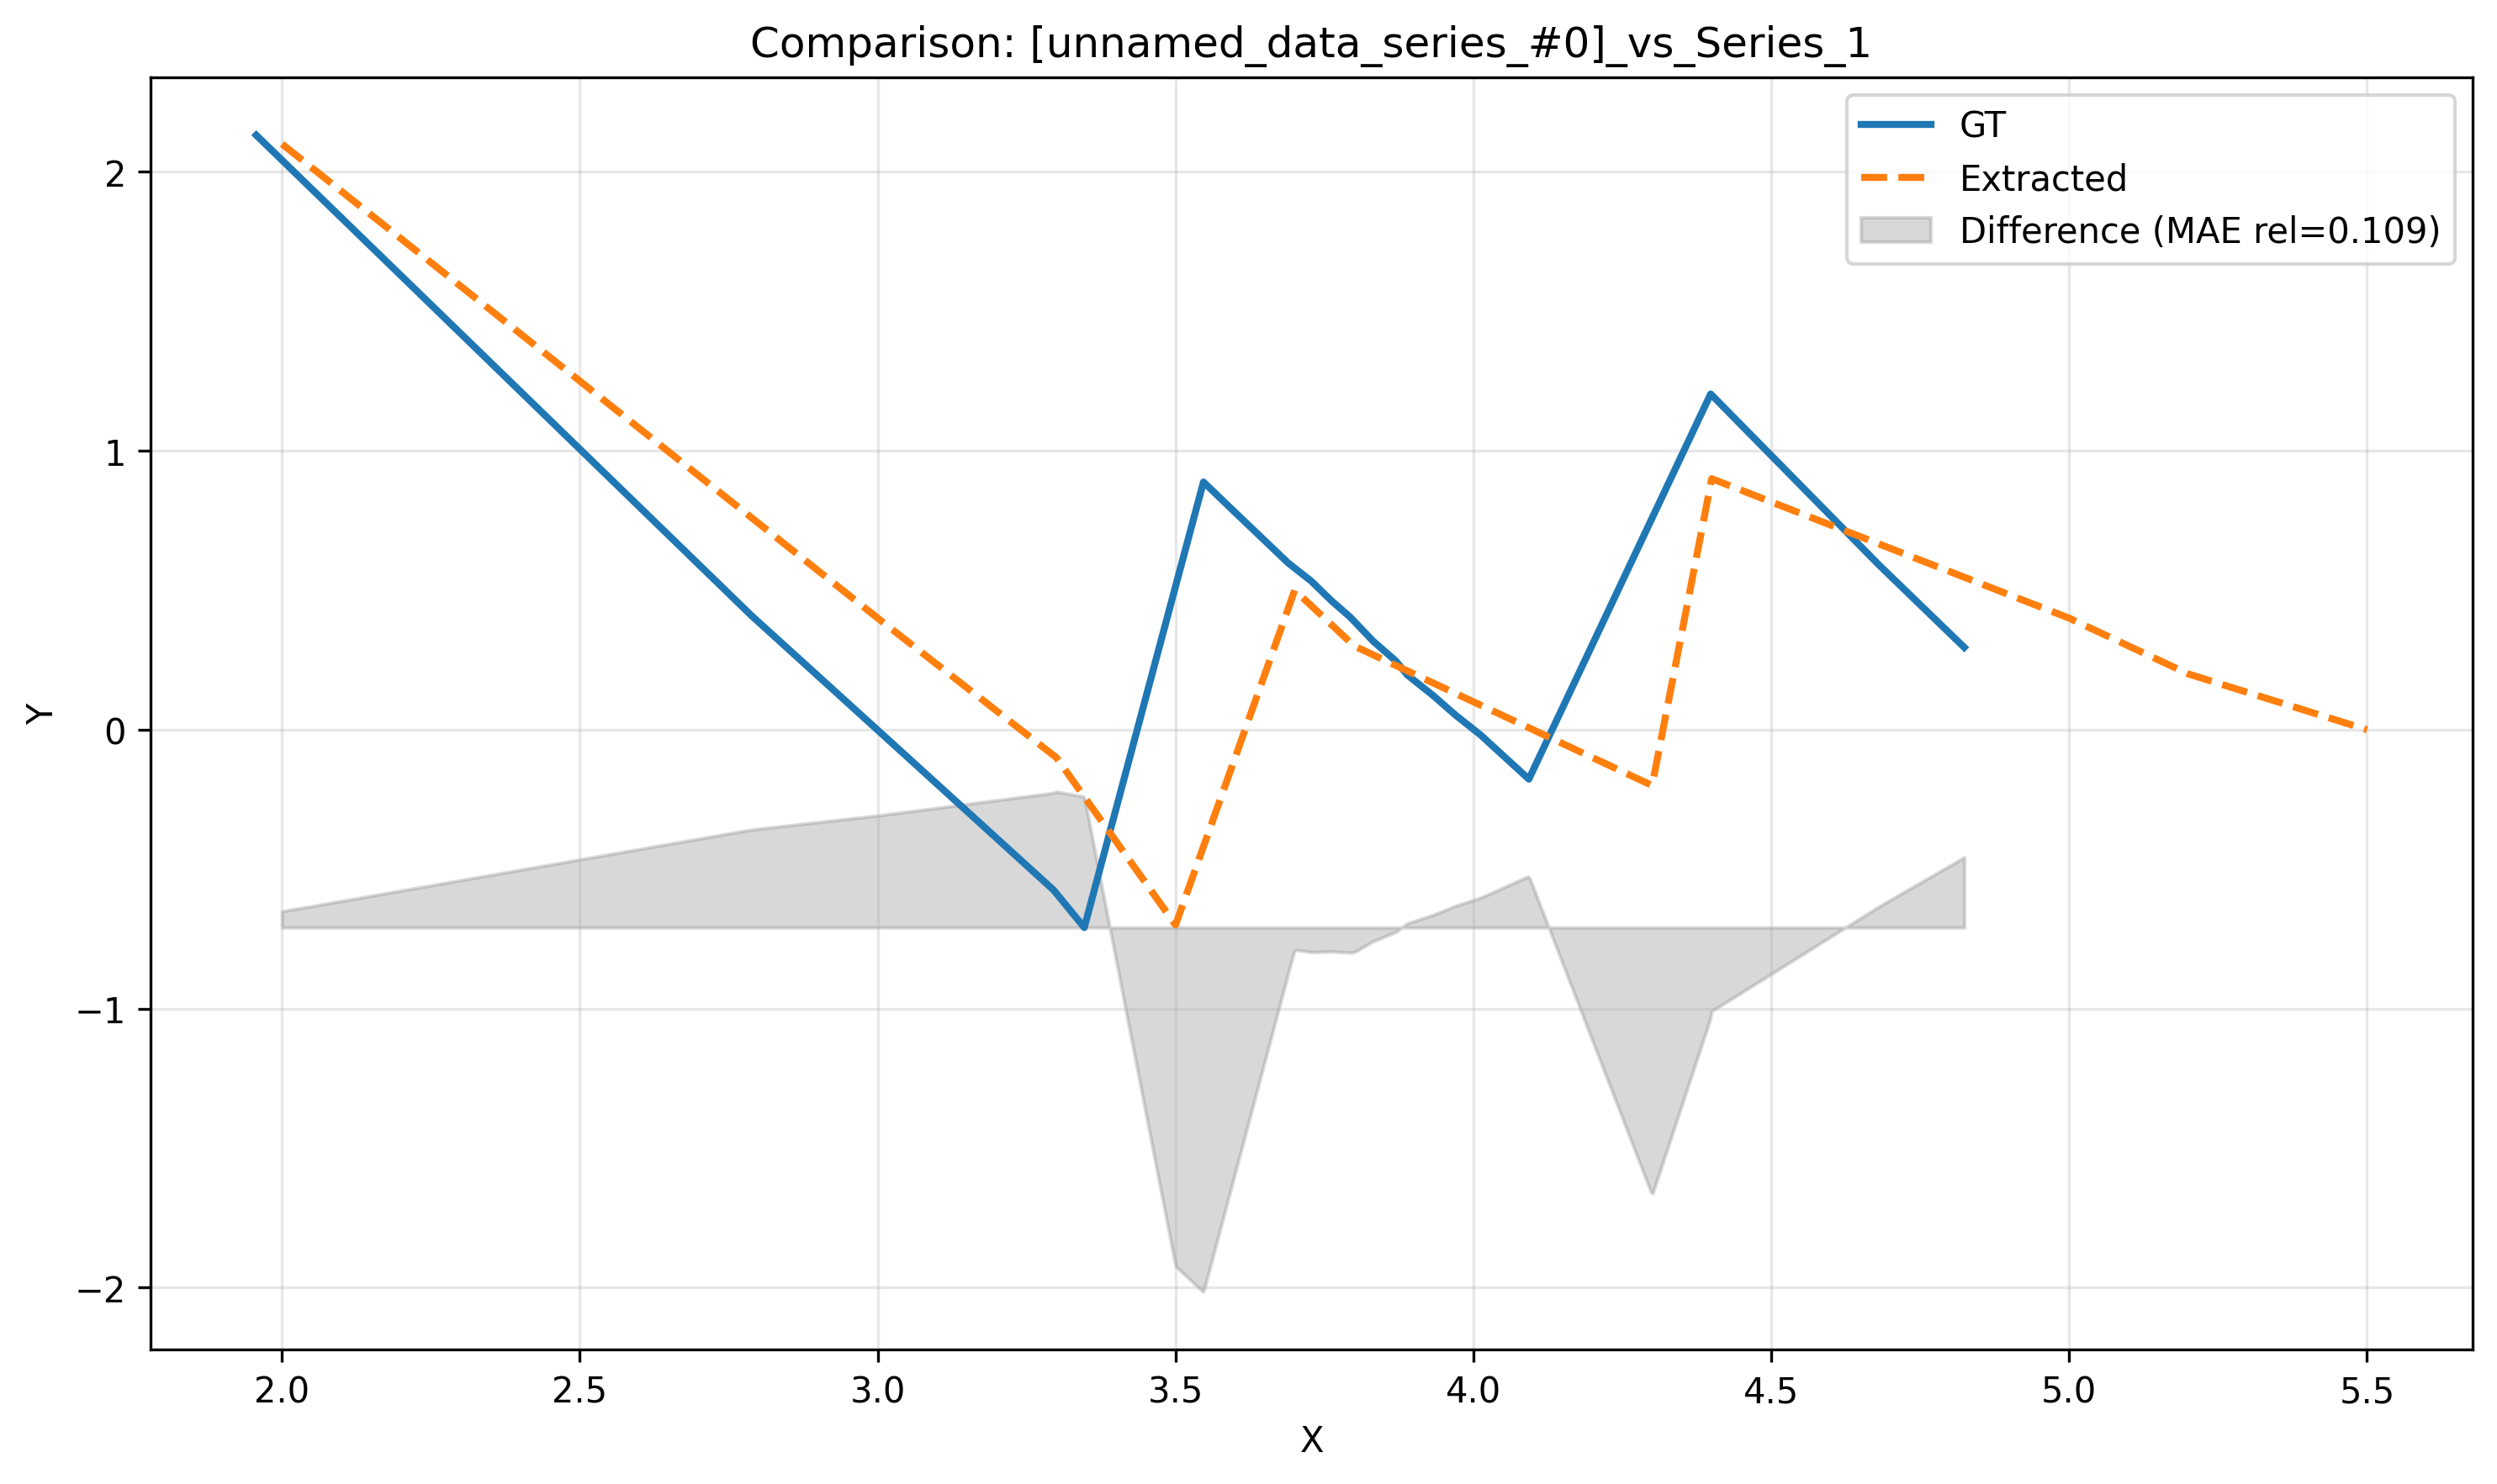 Comparison: [unnamed_data_series_#0]_vs_Series_1
GT
Extracted
Difference (MAE rel=0.109)
Y
2
1
0
−1
−2
2.0 2.5 3.0 3.5 4.0 4.5 5.0 5.5
X